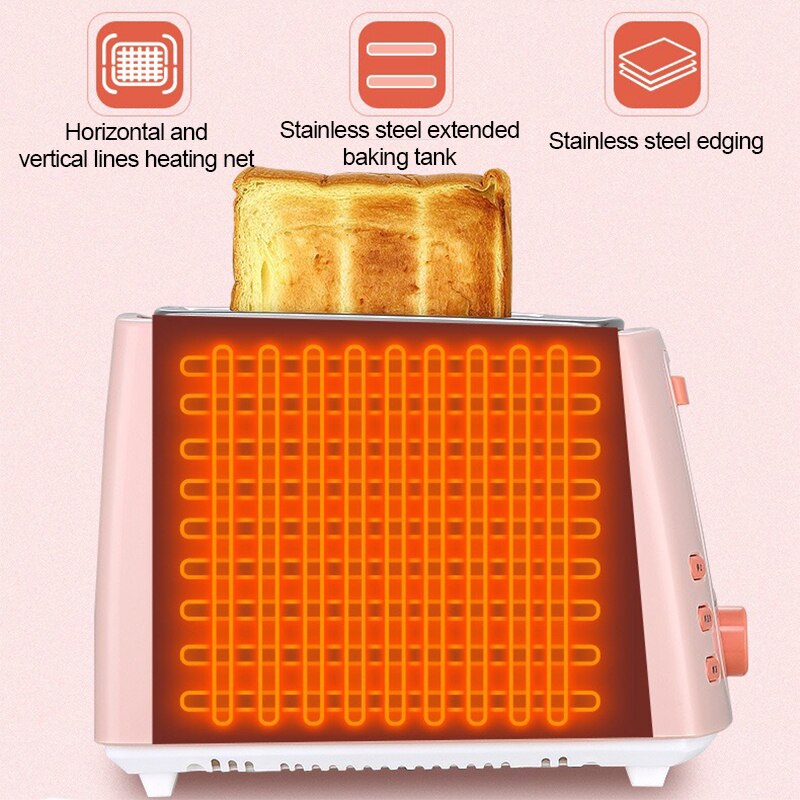 Horizontal and
vertical lines heating net
Stainless steel extended
baking tank
Stainless steel edging